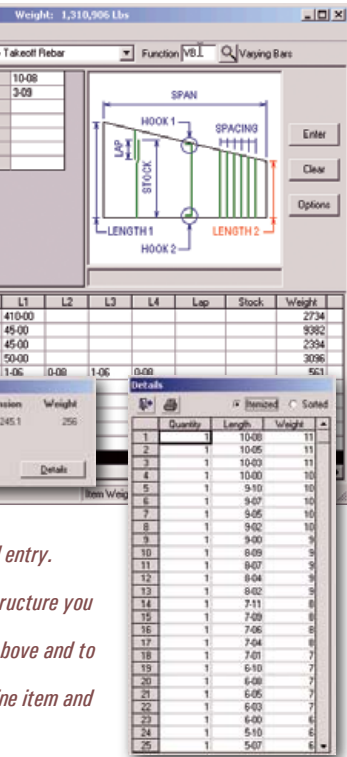 Weight: 1,310,906 Lbs
Takeoff Rebar Function VB Varying Bars
10-08
3-09
SPAN
HOOK 1
SPACING
LAP
STOCK
LENGTH 1
LENGTH 2
HOOK 2
Enter
Clear
Options
L1 L2 L3 L4 Lap Stock Weight
410-00 2734
45-00 9382
45-00 2394
50-00 3096
1-06 0-08 1-06 0-08 561
Weight
245.1 256
Details
Item Weig
Details
Itemized Sorted
Quantity Length Weight
1 1 10-08 11
2 1 10-05 11
3 1 10-03 11
4 1 10-00 10
5 1 9-10 10
6 1 9-07 10
7 1 9-05 10
8 1 9-02 10
9 1 9-00 9
10 1 8-09 9
11 1 8-07 9
12 1 8-04 9
13 1 8-02 9
14 1 7-11 8
15 1 7-09 8
16 1 7-06 8
17 1 7-04 8
18 1 7-01 7
19 1 6-10 7
20 1 6-08 7
21 1 6-05 7
22 1 6-03 7
23 1 6-00 6
24 1 5-10 6
25 1 5-07 6
entry.
ructure you
bove and to
ine item and